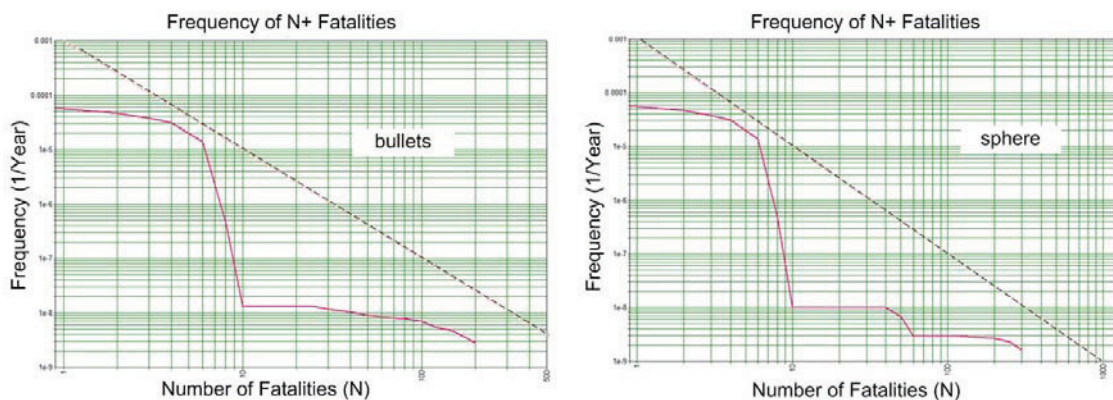 Frequency of N+ Fatalities
0.001
0.0001
1e-5
1e-6
1e-7
1e-8
1e-9
Frequency (1/Year)
bullets
1
10
100
500
Number of Fatalities (N)
Frequency of N+ Fatalities
0.001
0.0001
1e-5
1e-6
1e-7
1e-8
1e-9
Frequency (1/Year)
sphere
1
10
100
1000
Number of Fatalities (N)